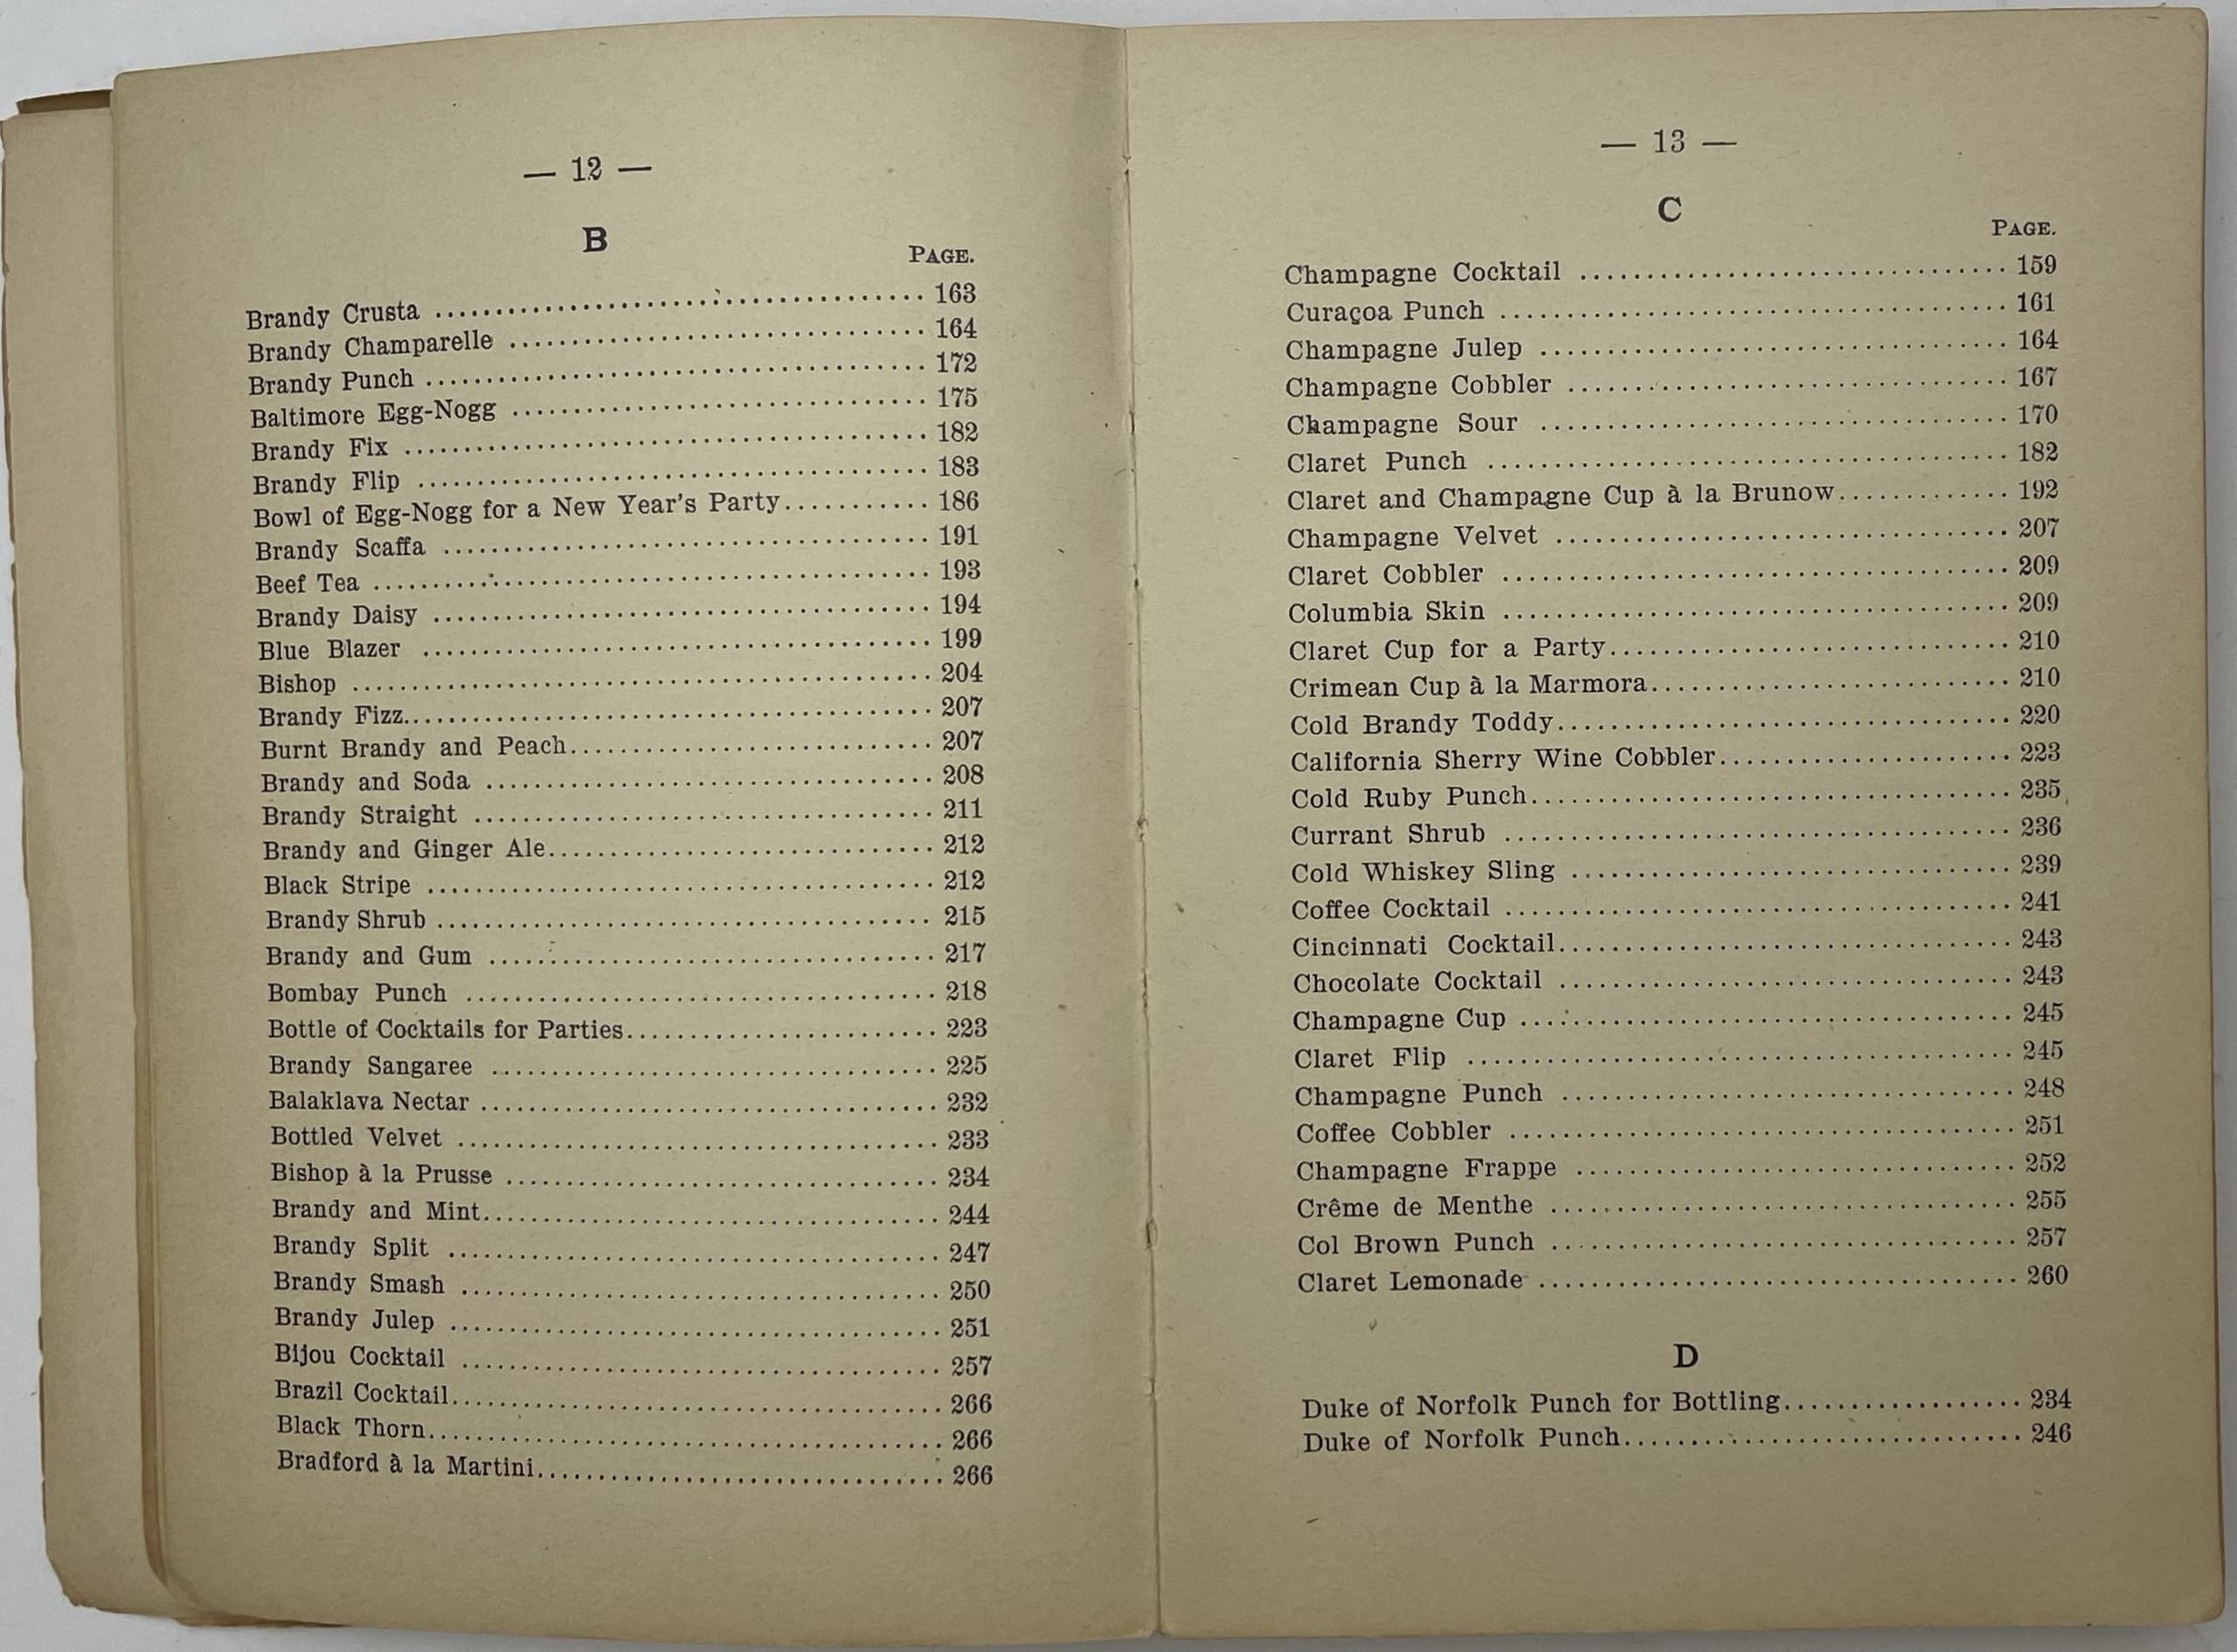 — 12 —
B
PAGE.
Brandy Crusta ........................................ 163
Brandy Champarelle ........................................ 164
Brandy Punch ........................................ 172
Baltimore Egg-Nogg ........................................ 175
Brandy Fix ........................................ 182
Brandy Flip ........................................ 183
Bowl of Egg-Nogg for a New Year's Party........... 186
Brandy Scaffa ........................................ 191
Beef Tea ........................................ 193
Brandy Daisy ........................................ 194
Blue Blazer ........................................ 199
Bishop ........................................ 204
Brandy Fizz........................................ 207
Burnt Brandy and Peach.............................. 207
Brandy and Soda .............................. 208
Brandy Straight .............................. 211
Brandy and Ginger Ale.............................. 212
Black Stripe .............................. 212
Brandy Shrub .............................. 215
Brandy and Gum .............................. 217
Bombay Punch .............................. 218
Bottle of Cocktails for Parties.......................... 223
Brandy Sangaree .............................. 225
Balaklava Nectar .............................. 232
Bottled Velvet .............................. 233
Bishop à la Prusse .............................. 234
Brandy and Mint.............................. 244
Brandy Split .............................. 247
Brandy Smash .............................. 250
Brandy Julep .............................. 251
Bijou Cocktail .............................. 257
Brazil Cocktail.............................. 266
Black Thorn.............................. 266
Bradford à la Martini.............................. 266
— 13 —
C
PAGE.
Champagne Cocktail .............................. 159
Curaçoa Punch .............................. 161
Champagne Julep .............................. 164
Champagne Cobbler .............................. 167
Champagne Sour .............................. 170
Claret Punch .............................. 182
Claret and Champagne Cup à la Brunow............. 192
Champagne Velvet .............................. 207
Claret Cobbler .............................. 209
Columbia Skin .............................. 209
Claret Cup for a Party.............................. 210
Crimean Cup à la Marmora........................... 210
Cold Brandy Toddy.............................. 220
California Sherry Wine Cobbler...................... 223
Cold Ruby Punch.............................. 235
Currant Shrub .............................. 236
Cold Whiskey Sling .............................. 239
Coffee Cocktail .............................. 241
Cincinnati Cocktail.............................. 243
Chocolate Cocktail .............................. 243
Champagne Cup .............................. 245
Claret Flip .............................. 245
Champagne Punch .............................. 248
Coffee Cobbler .............................. 251
Champagne Frappe .............................. 252
Crême de Menthe .............................. 255
Col Brown Punch .............................. 257
Claret Lemonade .............................. 260
D
Duke of Norfolk Punch for Bottling.................. 234
Duke of Norfolk Punch.............................. 246